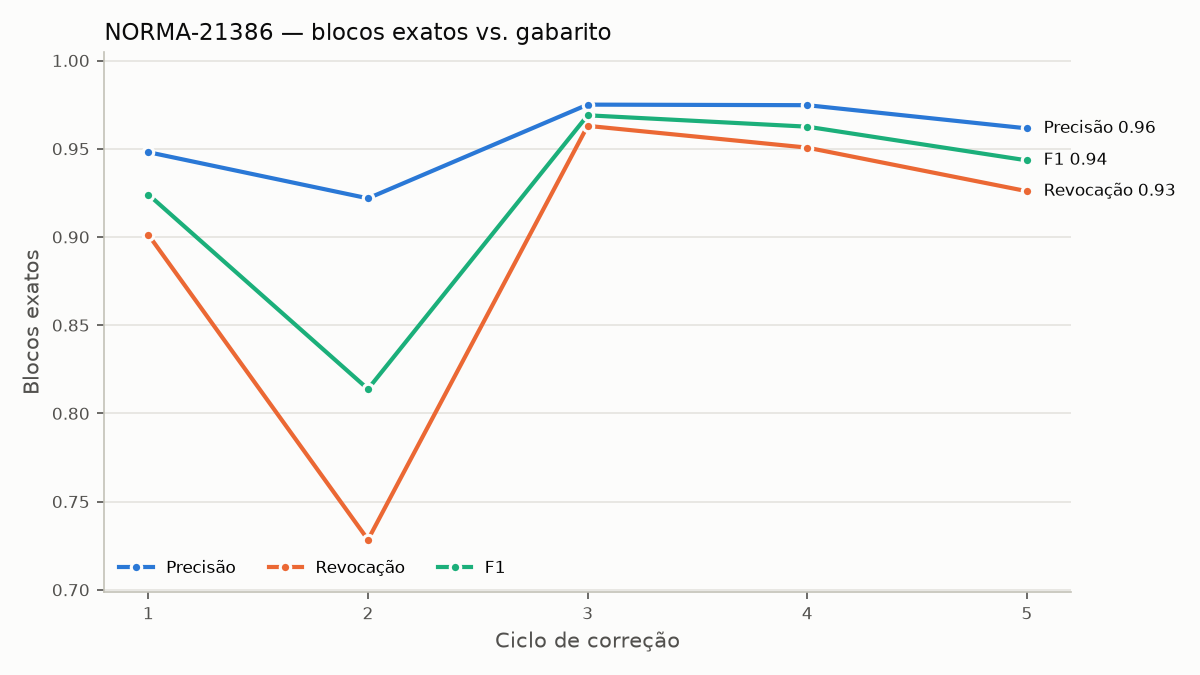 NORMA-21386 — blocos exatos vs. gabarito
Blocos exatos
1.00
0.95
0.90
0.85
0.80
0.75
0.70
Precisão 0.96
F1 0.94
Revocação 0.93
Precisão Revocação F1
1 2 3 4 5
Ciclo de correção